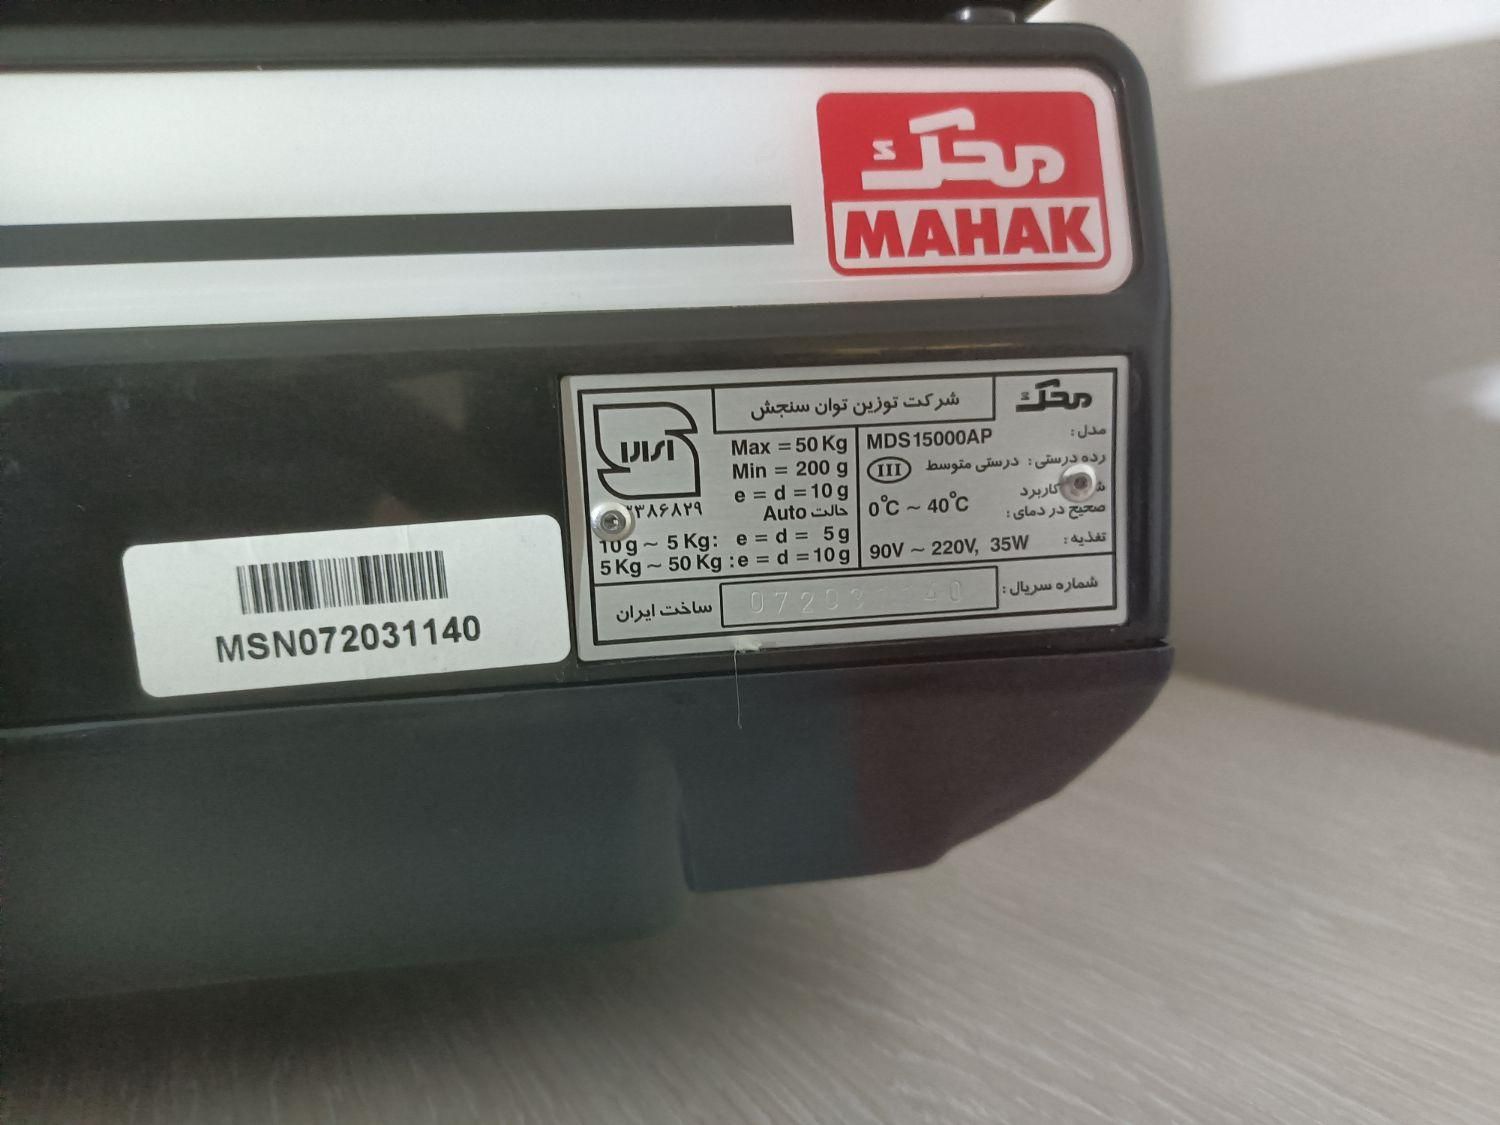 محک
MAHAK
محک
شرکت توزین توان سنجش
مدل: MDS15000AP
رده درستی: درستی متوسط III
کاربرد
صحیح در دمای: 0°C ~ 40°C
تغذیه: 90V ~ 220V, 35W
Max = 50 Kg
Min = 200 g
e = d = 10 g
حالت Auto
10 g ~ 5 Kg: e = d = 5 g
5 Kg ~ 50 Kg: e = d = 10 g
شماره سریال:
ساخت ایران
MSN072031140